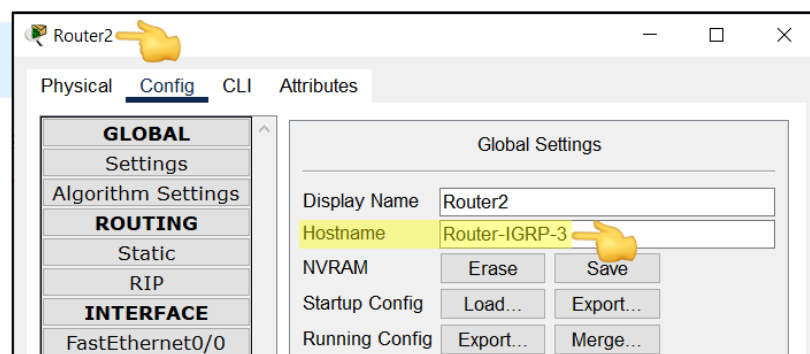 Router2
Physical Config CLI Attributes
GLOBAL
Settings
Algorithm Settings
ROUTING
Static
RIP
INTERFACE
FastEthernet0/0
Global Settings
Display Name Router2
Hostname Router-IGRP-3
NVRAM Erase Save
Startup Config Load... Export...
Running Config Export... Merge...